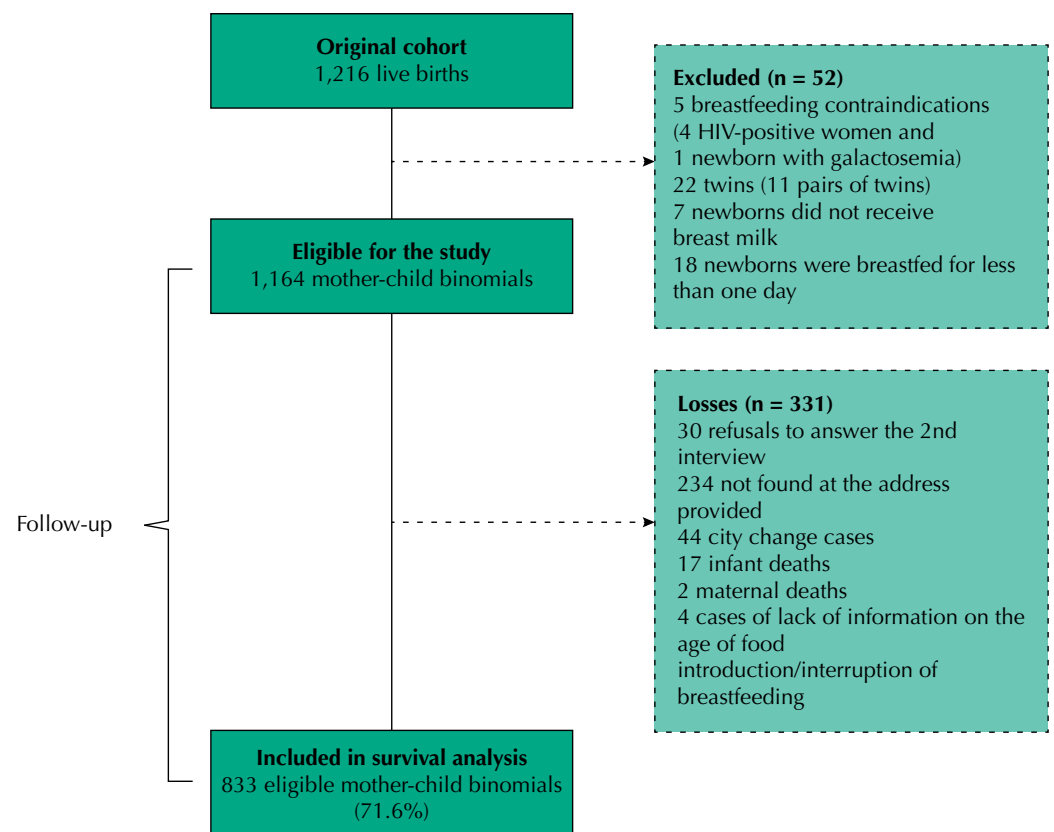 Original cohort
1,216 live births
Excluded (n = 52)
5 breastfeeding contraindications
(4 HIV-positive women and
1 newborn with galactosemia)
22 twins (11 pairs of twins)
7 newborns did not receive
breast milk
18 newborns were breastfed for less
than one day
Eligible for the study
1,164 mother-child binomials
Losses (n = 331)
30 refusals to answer the 2nd
interview
234 not found at the address
provided
44 city change cases
17 infant deaths
2 maternal deaths
4 cases of lack of information on the
age of food
introduction/interruption of
breastfeeding
Follow-up
Included in survival analysis
833 eligible mother-child binomials
(71.6%)